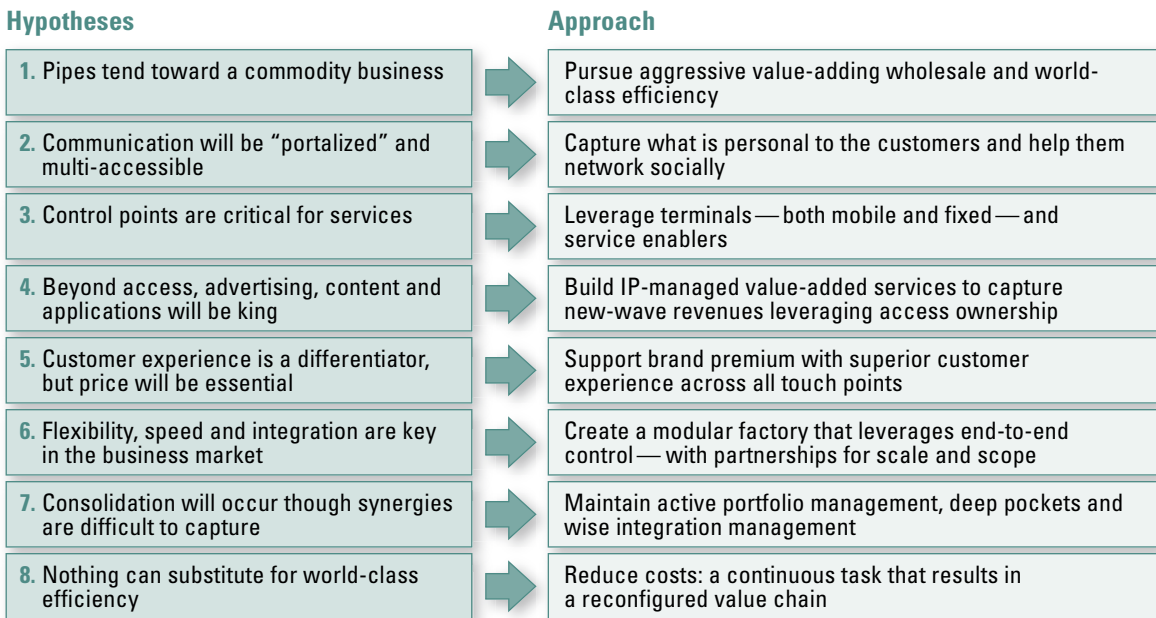 Hypotheses
Approach
1. Pipes tend toward a commodity business
Pursue aggressive value-adding wholesale and world-
class efficiency
2. Communication will be “portalized” and
multi-accessible
Capture what is personal to the customers and help them
network socially
3. Control points are critical for services
Leverage terminals — both mobile and fixed — and
service enablers
4. Beyond access, advertising, content and
applications will be king
Build IP-managed value-added services to capture
new-wave revenues leveraging access ownership
5. Customer experience is a differentiator,
but price will be essential
Support brand premium with superior customer
experience across all touch points
6. Flexibility, speed and integration are key
in the business market
Create a modular factory that leverages end-to-end
control — with partnerships for scale and scope
7. Consolidation will occur though synergies
are difficult to capture
Maintain active portfolio management, deep pockets and
wise integration management
8. Nothing can substitute for world-class
efficiency
Reduce costs: a continuous task that results in
a reconfigured value chain